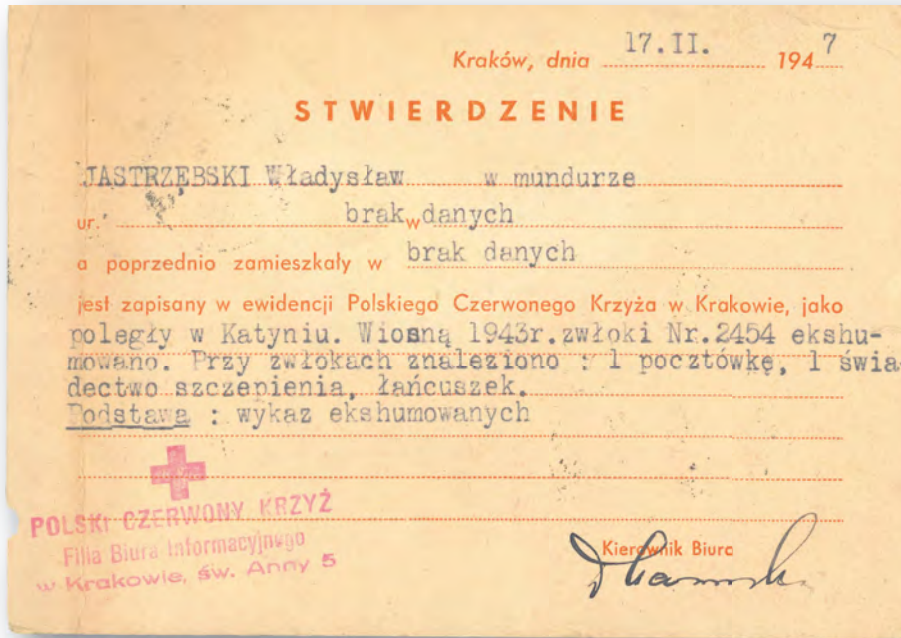 Kraków, dnia 17.II. 1947
STWIERDZENIE
JASTRZĘBSKI Władysław w mundurze
ur. brak w danych
a poprzednio zamieszkały w brak danych
jest zapisany w ewidencji Polskiego Czerwonego Krzyża w Krakowie, jako
poległy w Katyniu. Wiosną 1943r.zwłoki Nr.2454 ekshu-
mowano. Przy zwłokach znaleziono : 1 pocztówkę, 1 świa-
dectwo szczepienia, łańcuszek.
Podstawa : wykaz ekshumowanych
POLSKI CZERWONY KRZYŻ
Filia Biura Informacyjnego
w Krakowie, św. Anny 5
Kierownik Biura